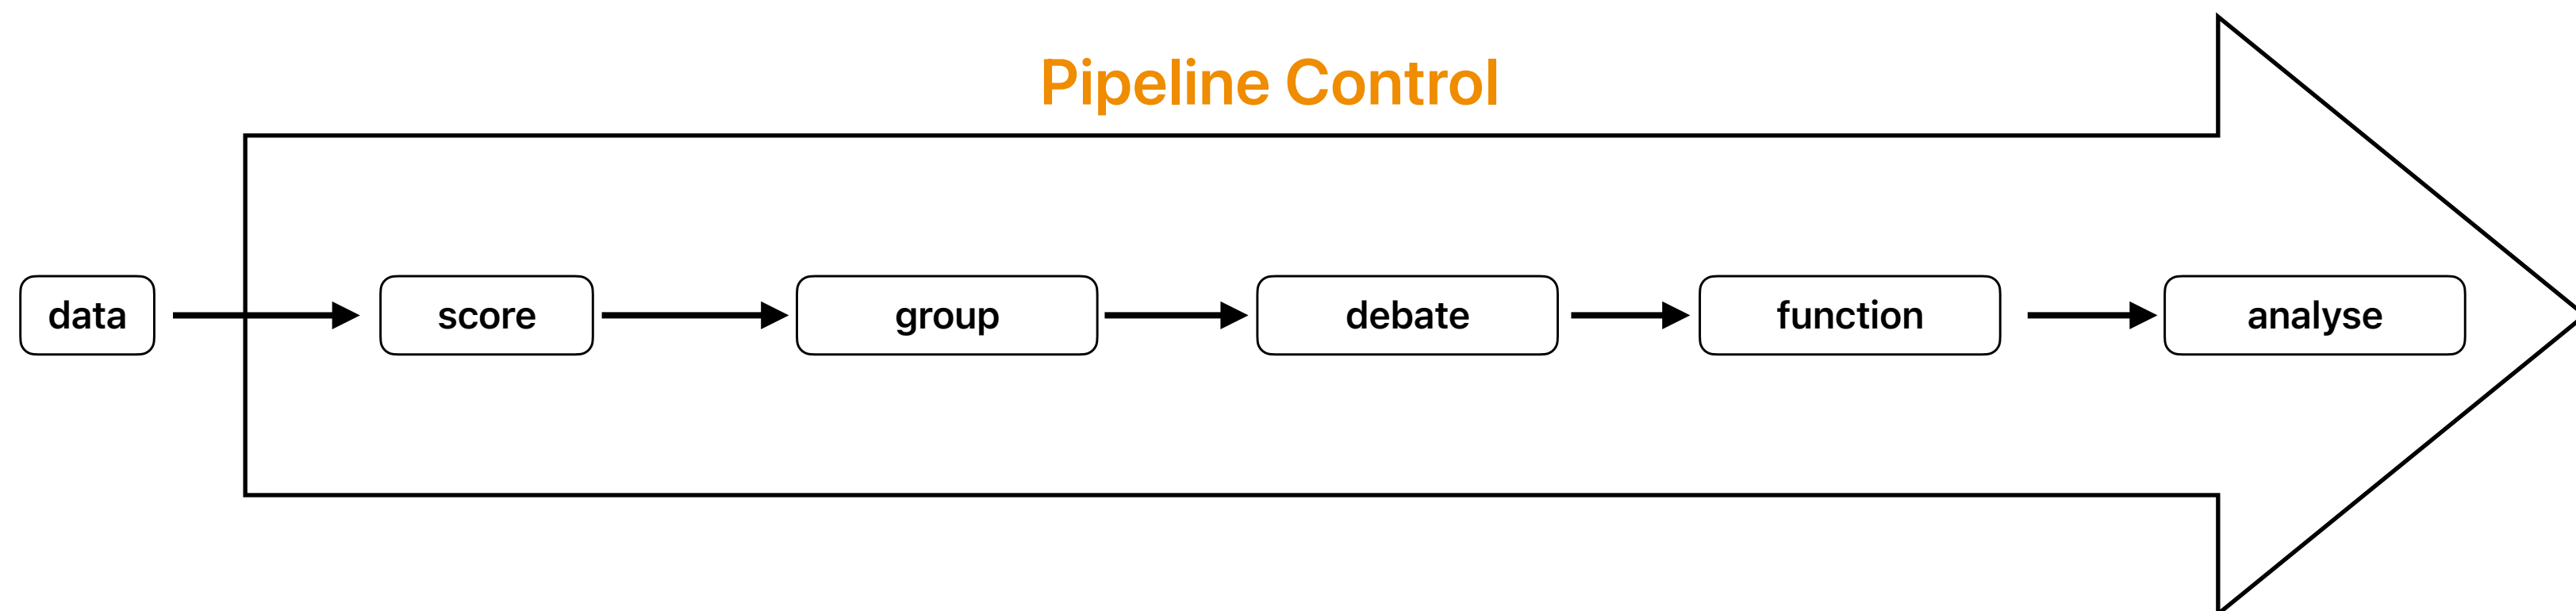 Pipeline Control
data
score
group
debate
function
analyse